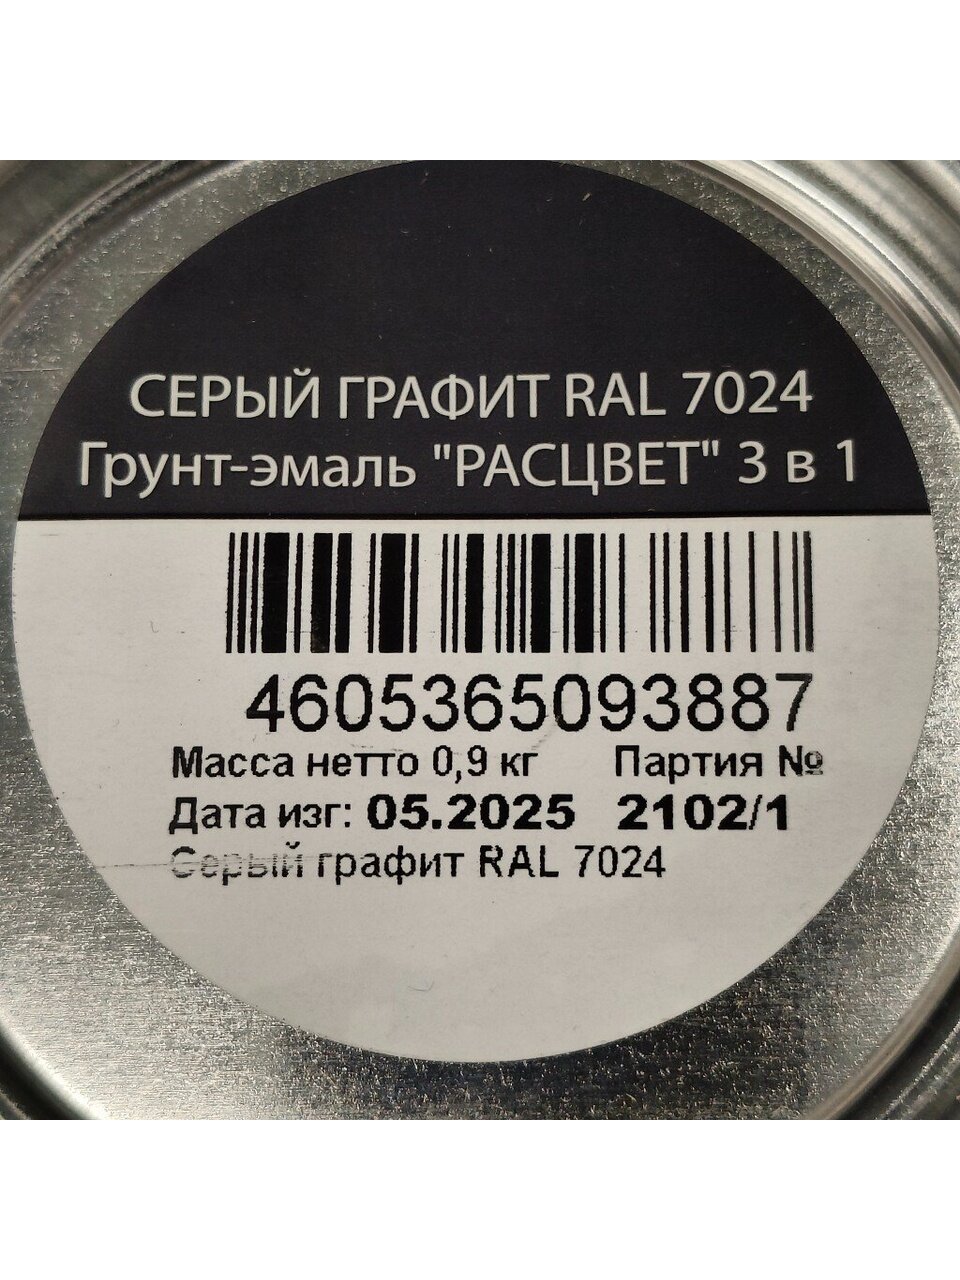 СЕРЫЙ ГРАФИТ RAL 7024
Грунт-эмаль "РАСЦВЕТ" 3 в 1
4605365093887
Масса нетто 0,9 кг Партия №
Дата изг: 05.2025 2102/1
Серый графит RAL 7024